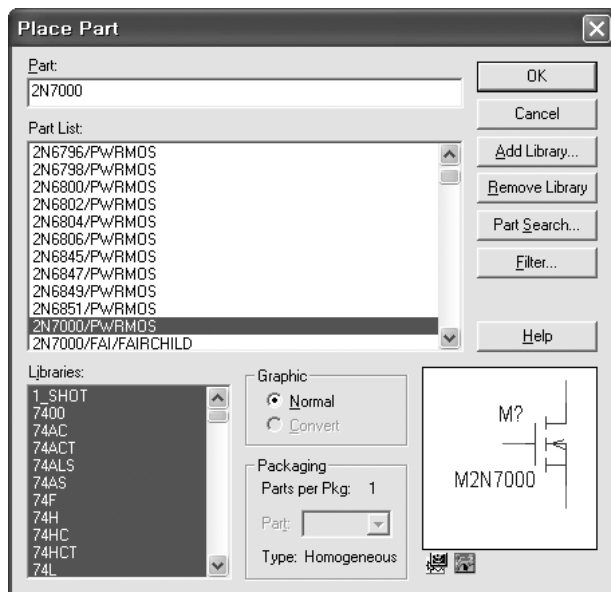 Place Part
Part:
2N7000
Part List:
2N6796/PWRMOS
2N6798/PWRMOS
2N6800/PWRMOS
2N6802/PWRMOS
2N6804/PWRMOS
2N6806/PWRMOS
2N6845/PWRMOS
2N6847/PWRMOS
2N6849/PWRMOS
2N6851/PWRMOS
2N7000/PWRMOS
2N7000/FAI/FAIRCHILD
OK
Cancel
Add Library...
Remove Library
Part Search...
Filter...
Help
Libraries:
1_SHOT
7400
74AC
74ACT
74ALS
74AS
74F
74H
74HC
74HCT
74L
Graphic
Normal
Convert
Packaging
Parts per Pkg: 1
Part:
Type: Homogeneous
M?
M2N7000